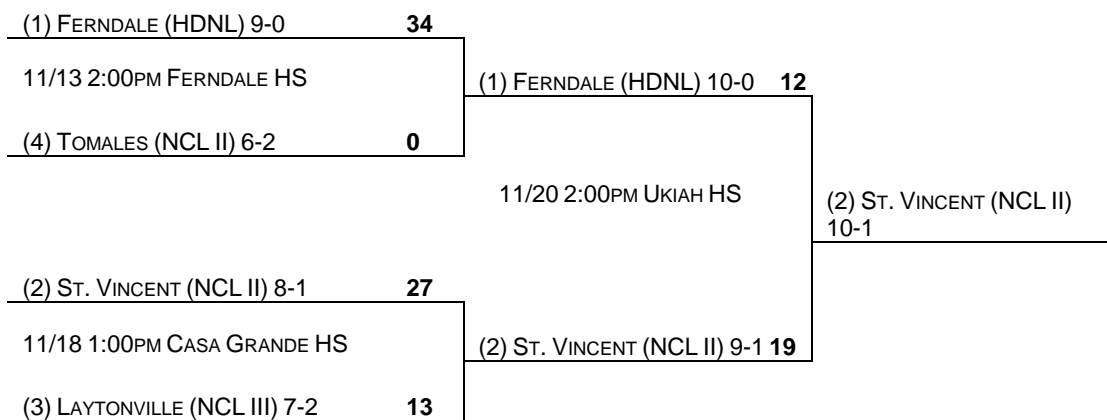 (1) FERNDALE (HDNL) 9-0 34
11/13 2:00PM FERNDALE HS
(1) FERNDALE (HDNL) 10-0 12
(4) TOMALES (NCL II) 6-2 0
11/20 2:00PM UKIAH HS
(2) ST. VINCENT (NCL II)
10-1
(2) ST. VINCENT (NCL II) 8-1 27
11/18 1:00PM CASA GRANDE HS
(2) ST. VINCENT (NCL II) 9-1 19
(3) LAYTONVILLE (NCL III) 7-2 13